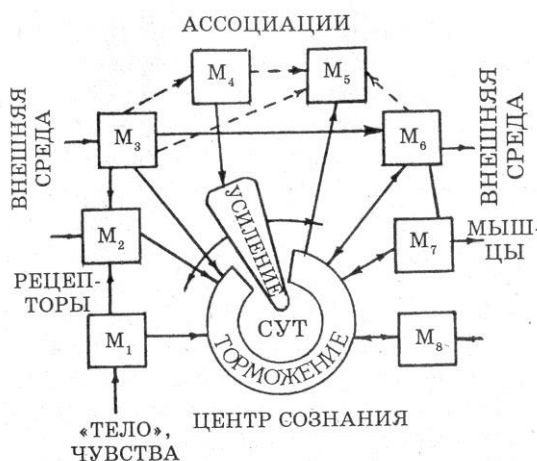 АССОЦИАЦИИ
M₄
M₅
ВНЕШНЯЯ
СРЕДА
M₃
M₆
ВНЕШНЯЯ
СРЕДА
УСИЛЕНИЕ
M₂
M₇
МЫШ-
ЦЫ
РЕЦЕП-
ТОРЫ
M₁
СУТ
ТОРМОЖЕНИЕ
M₈
ЦЕНТР СОЗНАНИЯ
«ТЕЛО»,
ЧУВСТВА